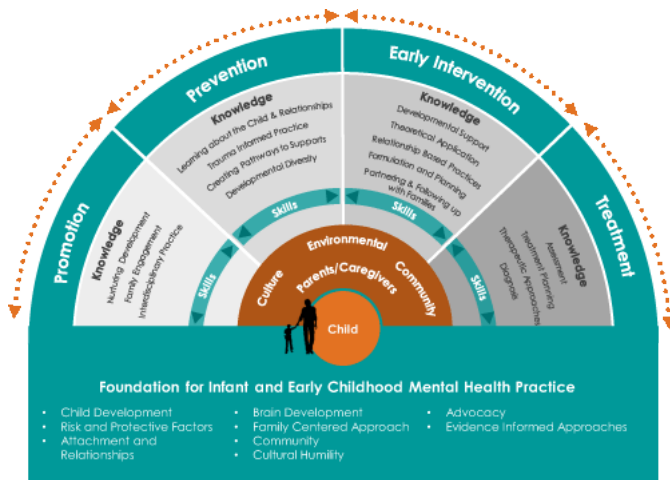 Promotion
Knowledge
Nurturing Development
Family Engagement
Interdisciplinary Practice
Skills
Prevention
Knowledge
Learning about the Child & Relationships
Trauma Informed Practice
Creating Pathways to Supports
Developmental Diversity
Skills
Early Intervention
Knowledge
Developmental Support
Theoretical Application
Relationship Based Practices
Formulation and Planning
Partnering & Following up
with Families
Skills
Treatment
Knowledge
Assessment
Treatment Planning
Therapeutic Approaches
Diagnosis
Skills
Culture
Environmental
Community
Parents/Caregivers
Child
Foundation for Infant and Early Childhood Mental Health Practice
• Child Development
• Risk and Protective Factors
• Attachment and
Relationships
• Brain Development
• Family Centered Approach
• Community
• Cultural Humility
• Advocacy
• Evidence Informed Approaches